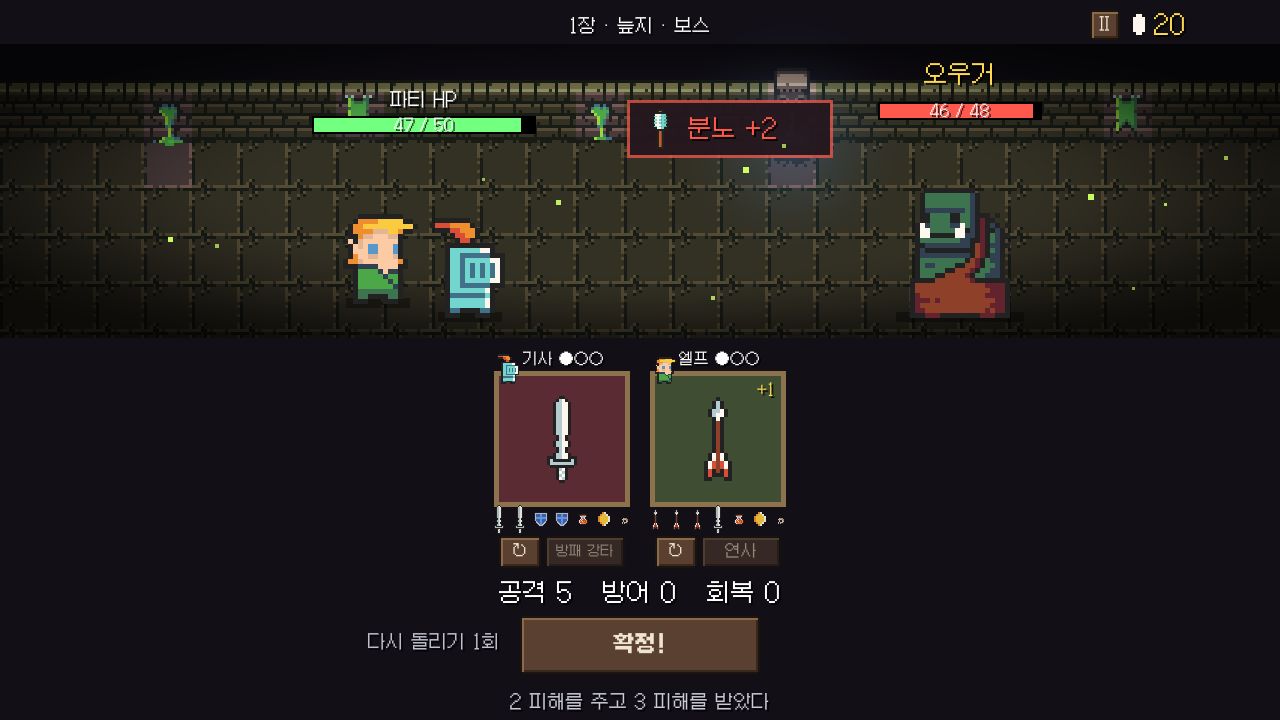 1장 · 늪지 · 보스
II 20
오우거
파티 HP
46 / 48
47 / 50
분노 +2
기사
엘프
+1
방패 강타
연사
공격 5 방어 0 회복 0
다시 돌리기 1회
확정!
2 피해를 주고 3 피해를 받았다